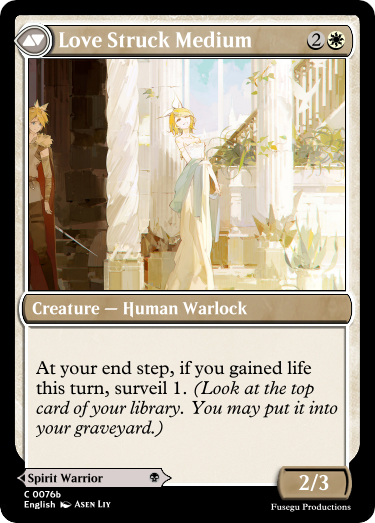 Love Struck Medium 2
Creature — Human Warlock
At your end step, if you gained life
this turn, surveil 1. (Look at the top
card of your library. You may put it into
your graveyard.)
Spirit Warrior
2/3
C 0076b
English Asen Liy
Fusegu Productions